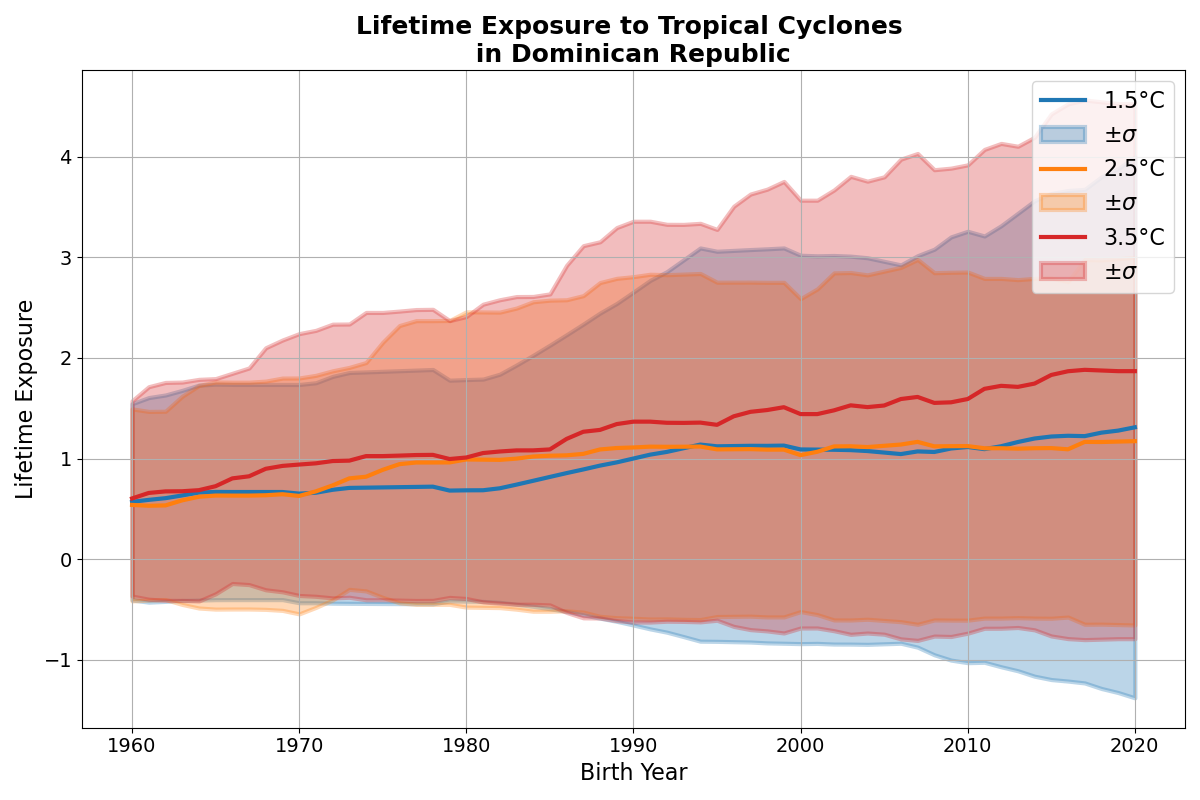 Lifetime Exposure to Tropical Cyclones
in Dominican Republic
1.5°C
±σ
2.5°C
±σ
3.5°C
±σ
Lifetime Exposure
4
3
2
1
0
−1
1960 1970 1980 1990 2000 2010 2020
Birth Year